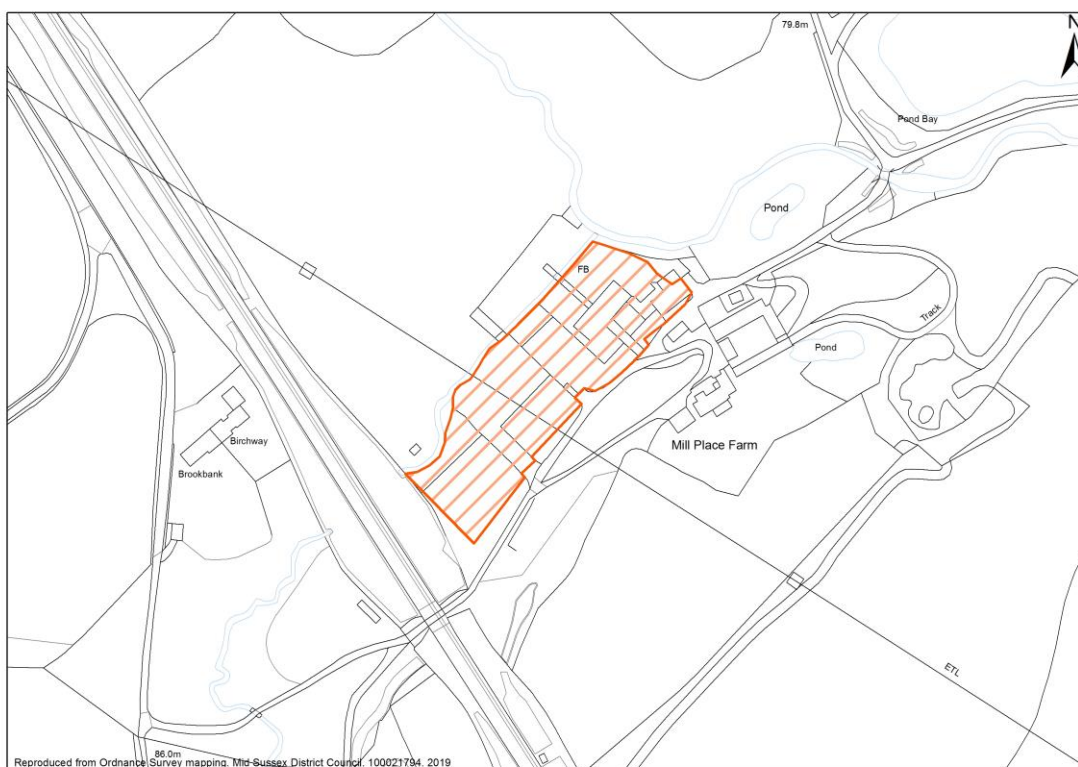 79.8m
N
Pond Bay
Pond
FB
Track
Pond
Mill Place Farm
Birchway
Brookbank
ETL
86.0m
Reproduced from Ordnance Survey mapping. Mid Sussex District Council. 100021794. 2019